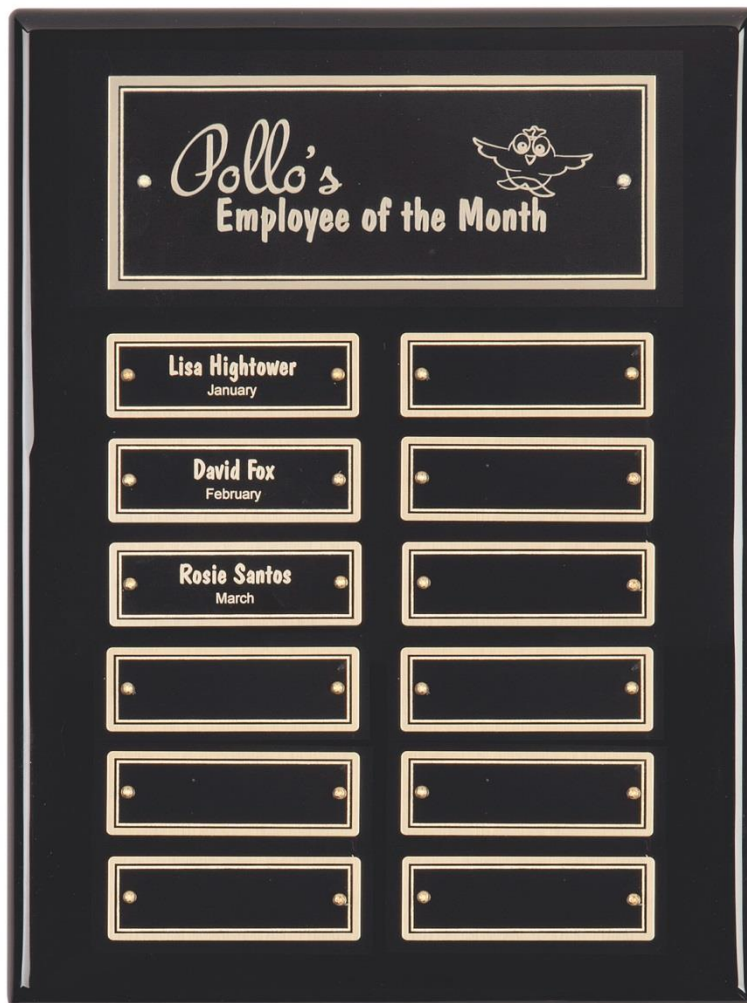 Pollo's
Employee of the Month
Lisa Hightower
January
David Fox
February
Rosie Santos
March